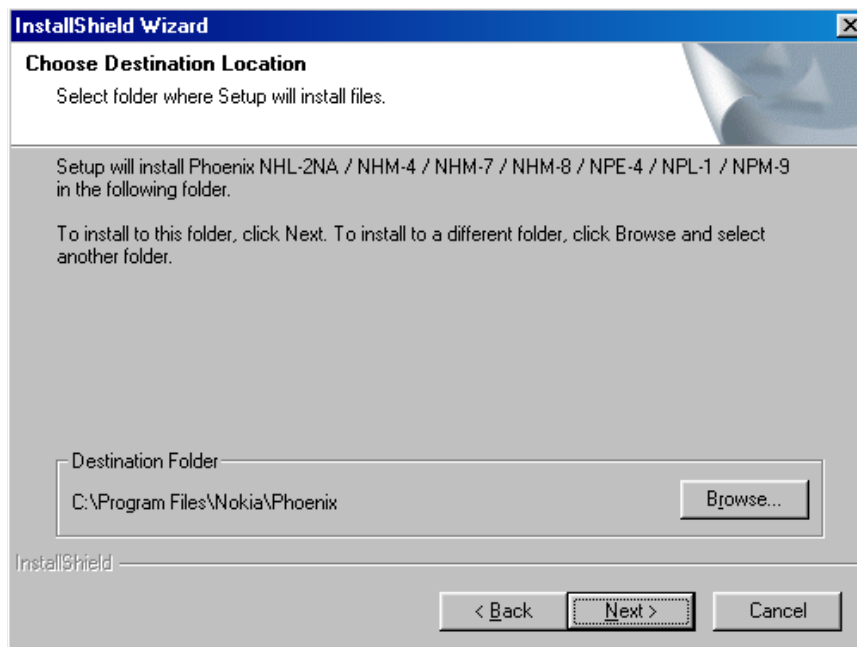 InstallShield Wizard
Choose Destination Location
Select folder where Setup will install files.
Setup will install Phoenix NHL-2NA / NHM-4 / NHM-7 / NHM-8 / NPE-4 / NPL-1 / NPM-9
in the following folder.
To install to this folder, click Next. To install to a different folder, click Browse and select
another folder.
Destination Folder
C:\Program Files\Nokia\Phoenix
Browse...
InstallShield
< Back
Next >
Cancel